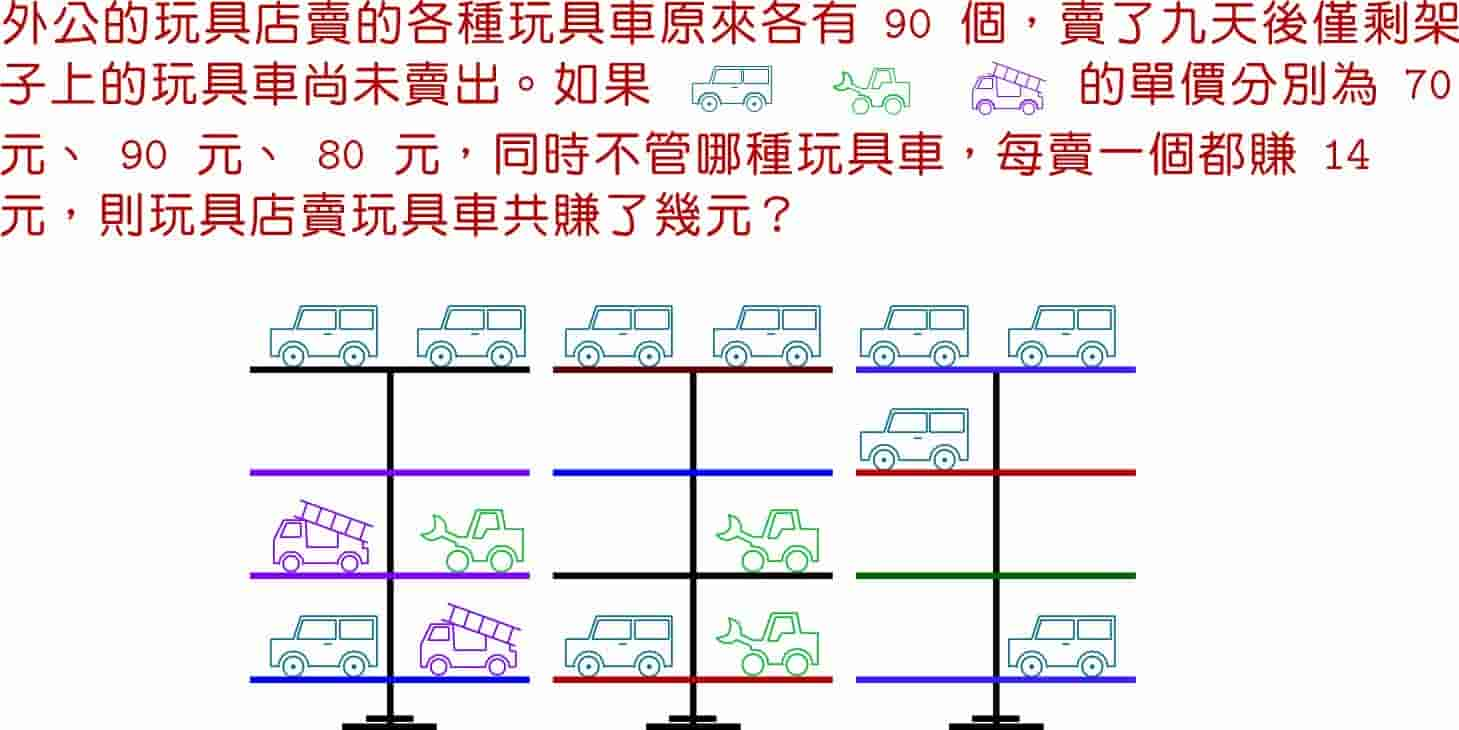 外公的玩具店賣的各種玩具車原來各有 90 個，賣了九天後僅剩架
子上的玩具車尚未賣出。如果 的單價分別為 70
元、 90 元、 80 元，同時不管哪種玩具車，每賣一個都賺 14
元，則玩具店賣玩具車共賺了幾元？